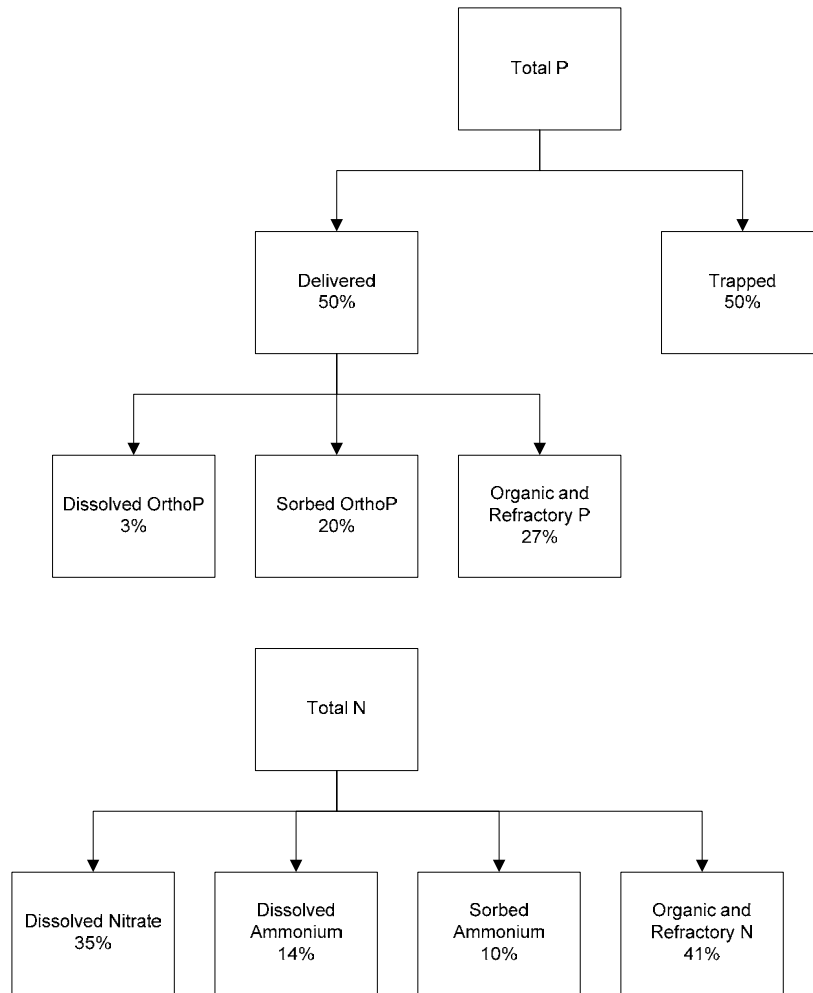 Total P
Delivered
50%
Trapped
50%
Dissolved OrthoP
3%
Sorbed OrthoP
20%
Organic and
Refractory P
27%
Total N
Dissolved Nitrate
35%
Dissolved
Ammonium
14%
Sorbed
Ammonium
10%
Organic and
Refractory N
41%